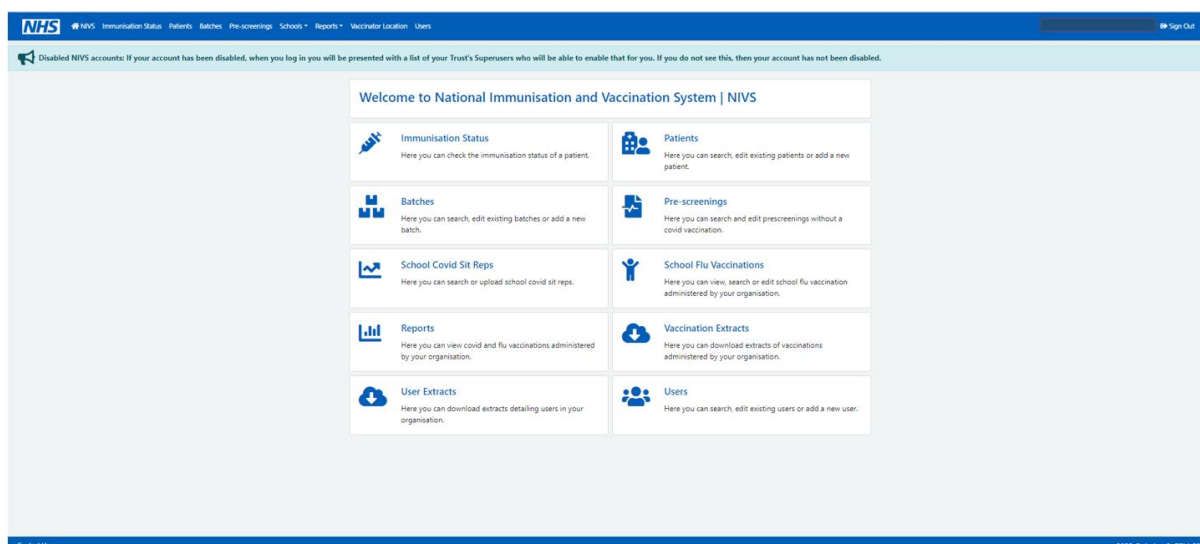 NHS NIVS Immunisation Status Patients Batches Pre-screenings Schools Reports Vaccinator Location Users Sign Out
Disabled NIVS accounts: If your account has been disabled, when you log in you will be presented with a list of your Trust's Superusers who will be able to enable that for you. If you do not see this, then your account has not been disabled.
Welcome to National Immunisation and Vaccination System | NIVS
Immunisation Status
Here you can check the immunisation status of a patient.
Patients
Here you can search, edit existing patients or add a new
patient.
Batches
Here you can search, edit existing batches or add a new
batch.
Pre-screenings
Here you can search and edit prescreenings without a
covid vaccination.
School Covid Sit Reps
Here you can search or upload school covid sit reps.
School Flu Vaccinations
Here you can view, search or edit school flu vaccination
administered by your organisation.
Reports
Here you can view covid and flu vaccinations administered
by your organisation.
Vaccination Extracts
Here you can download extracts of vaccinations
administered by your organisation.
User Extracts
Here you can download extracts detailing users in your
organisation.
Users
Here you can search, edit existing users or add a new user.